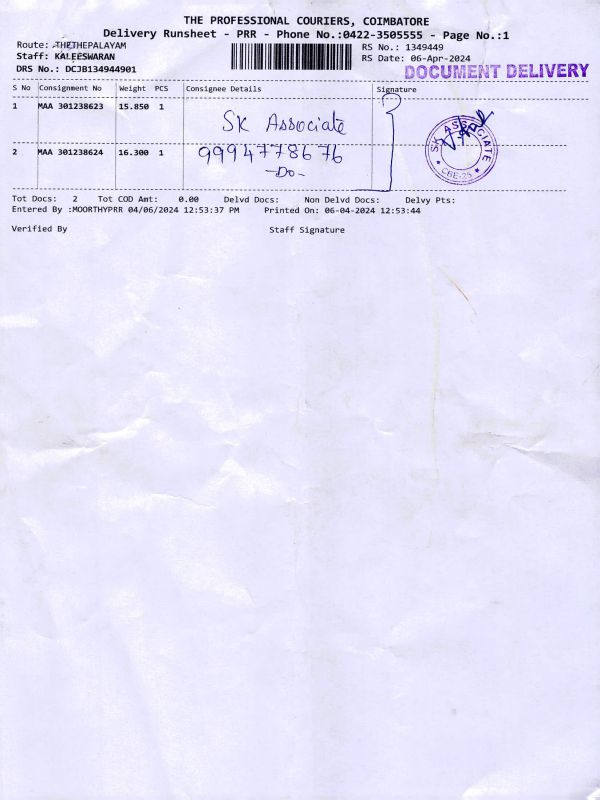 THE PROFESSIONAL COURIERS, COIMBATORE
Delivery Runsheet - PRR - Phone No.:0422-3505555 - Page No.:1
Route: THETHEPALAYAM
RS No.: 1349449
Staff: KALEESWARAN
RS Date: 06-Apr-2024
DRS No.: DCJB134944901
DOCUMENT DELIVERY
S No Consignment No Weight PCS Consignee Details Signature
1 MAA 301238623 15.850 1
SK Associate
2 MAA 301238624 16.300 1
9994778676
-Do-
SK ASSOCIATE
CBE-25
Tot Docs: 2 Tot COD Amt: 0.00 Delvd Docs: Non Delvd Docs: Delvy Pts:
Entered By :MOORTHYPRR 04/06/2024 12:53:37 PM Printed On: 06-04-2024 12:53:44
Verified By Staff Signature